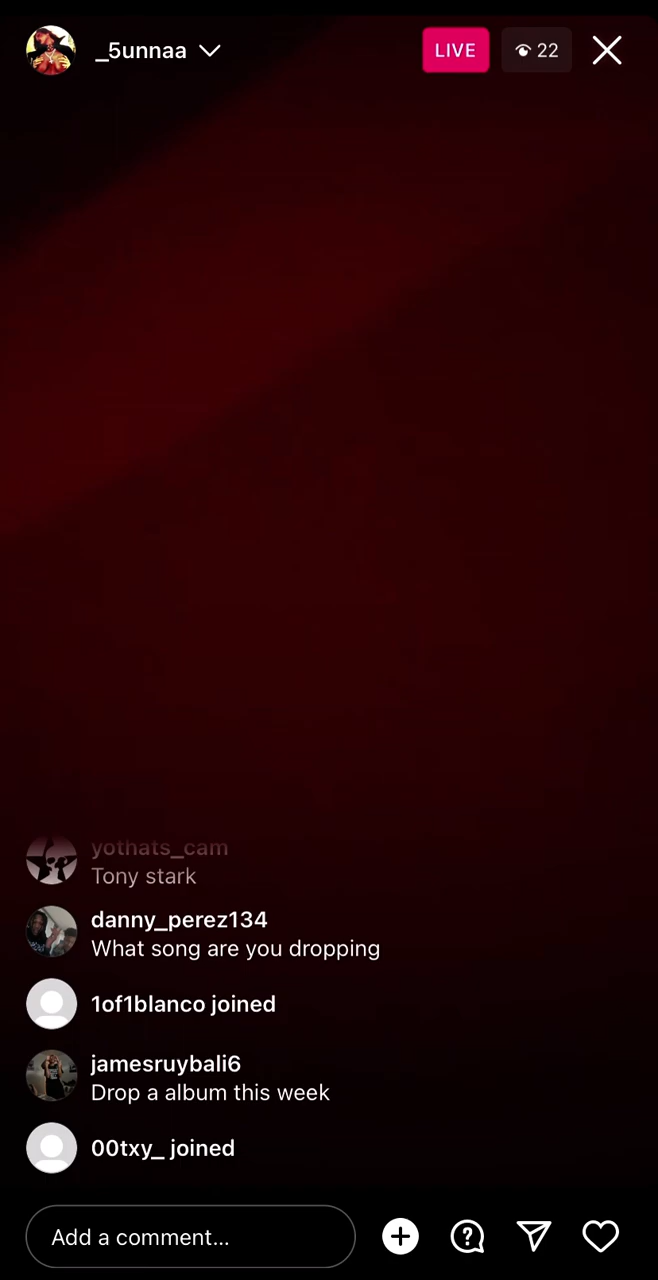 _5unnaa
LIVE
22
yothats_cam
Tony stark
danny_perez134
What song are you dropping
1of1blanco joined
jamesruybali6
Drop a album this week
00txy_ joined
Add a comment...